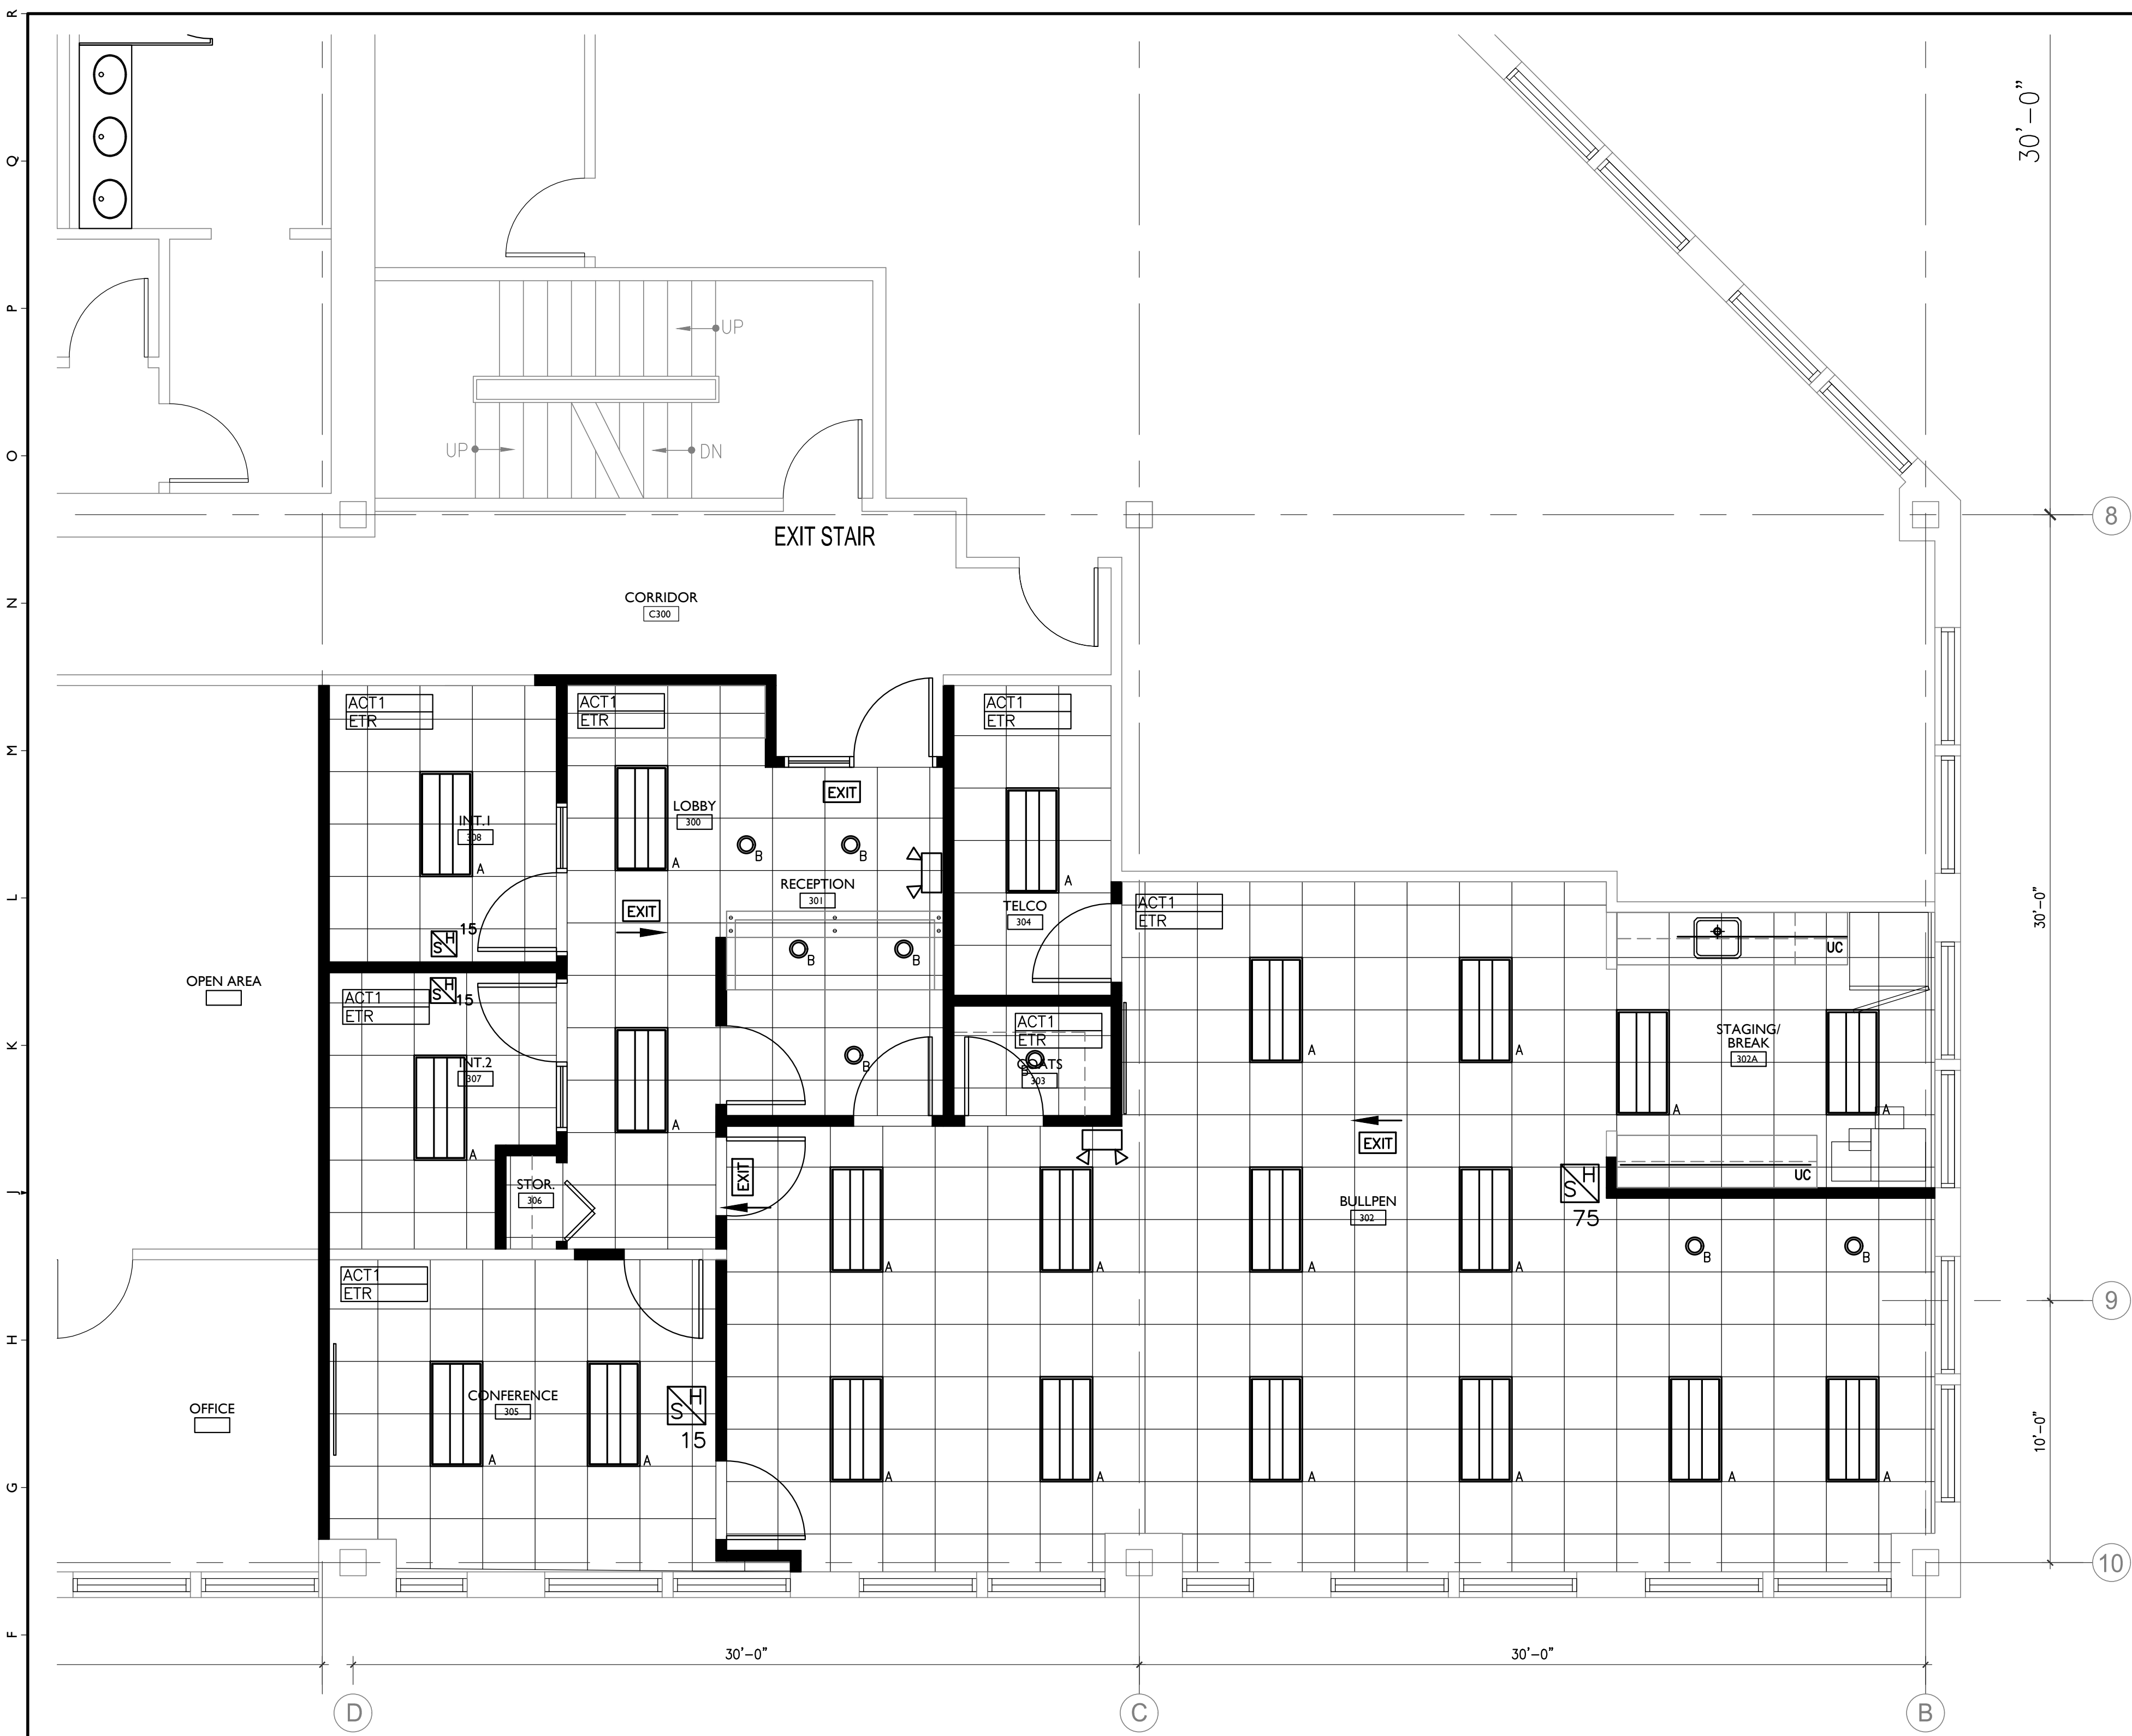 R
30'-0"
Q
P
UP
O
UP
DN
8
EXIT STAIR
N
CORRIDOR
C300
ACT1
ETR
ACT1
ETR
ACT1
ETR
M
EXIT
LOBBY
300
INT.1
308
B
B
A
A
A
RECEPTION
301
L
TELCO
304
ACT1
ETR
30'-0"
EXIT
S H
15
B
B
UC
OPEN AREA
S H
15
ACT1
ETR
ACT1
ETR
K
STAGING/
BREAK
302A
A
A
INT.2
307
B
B
COATS
303
A
A
A
A
EXIT
J
STOR.
306
EXIT
UC
S H
75
BULLPEN
302
B
B
A
A
A
A
ACT1
ETR
9
H
CONFERENCE
305
OFFICE
S H
15
10'-0"
A
A
A
A
A
A
A
A
G
10
F
30'-0"
30'-0"
D
C
B